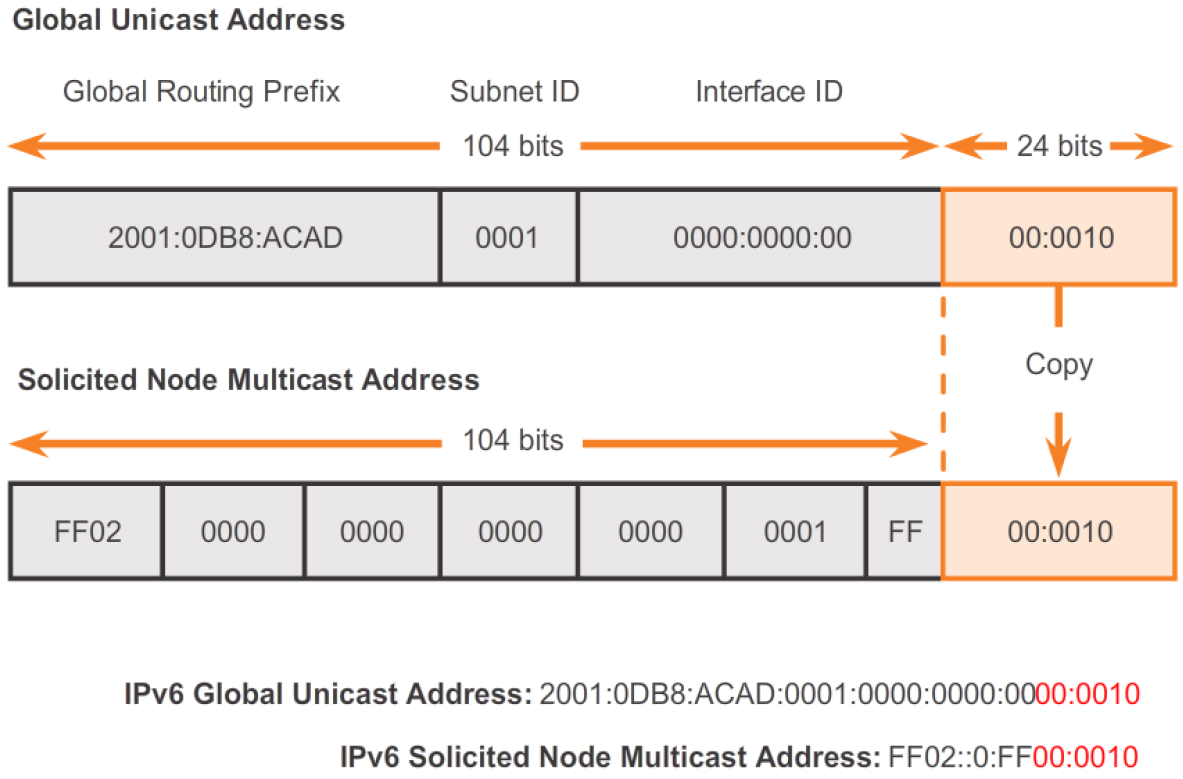 Global Unicast Address
Global Routing Prefix Subnet ID Interface ID
104 bits 24 bits
2001:0DB8:ACAD 0001 0000:0000:00 00:0010
Copy
Solicited Node Multicast Address
104 bits
FF02 0000 0000 0000 0000 0001 FF 00:0010
IPv6 Global Unicast Address: 2001:0DB8:ACAD:0001:0000:0000:0000:0010
IPv6 Solicited Node Multicast Address: FF02::0:FF00:0010